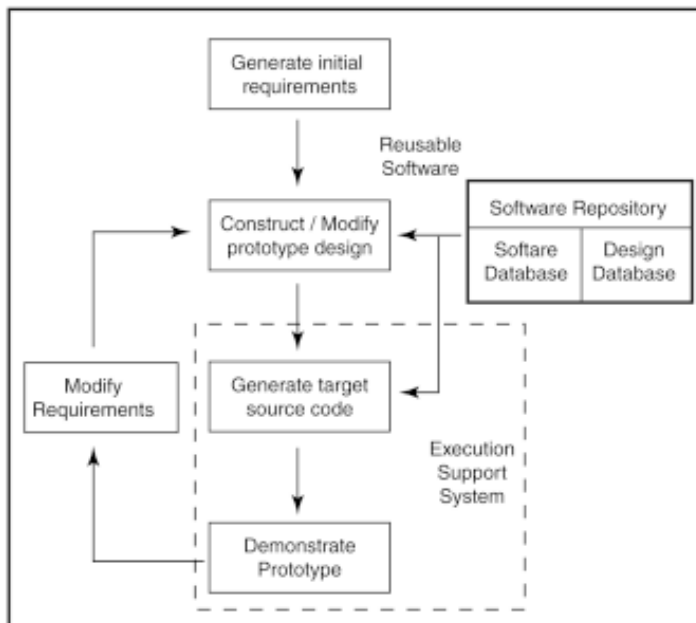 Generate initial
requirements
Reusable
Software
Construct / Modify
prototype design
Software Repository
Softare
Database
Design
Database
Modify
Requirements
Generate target
source code
Execution
Support
System
Demonstrate
Prototype